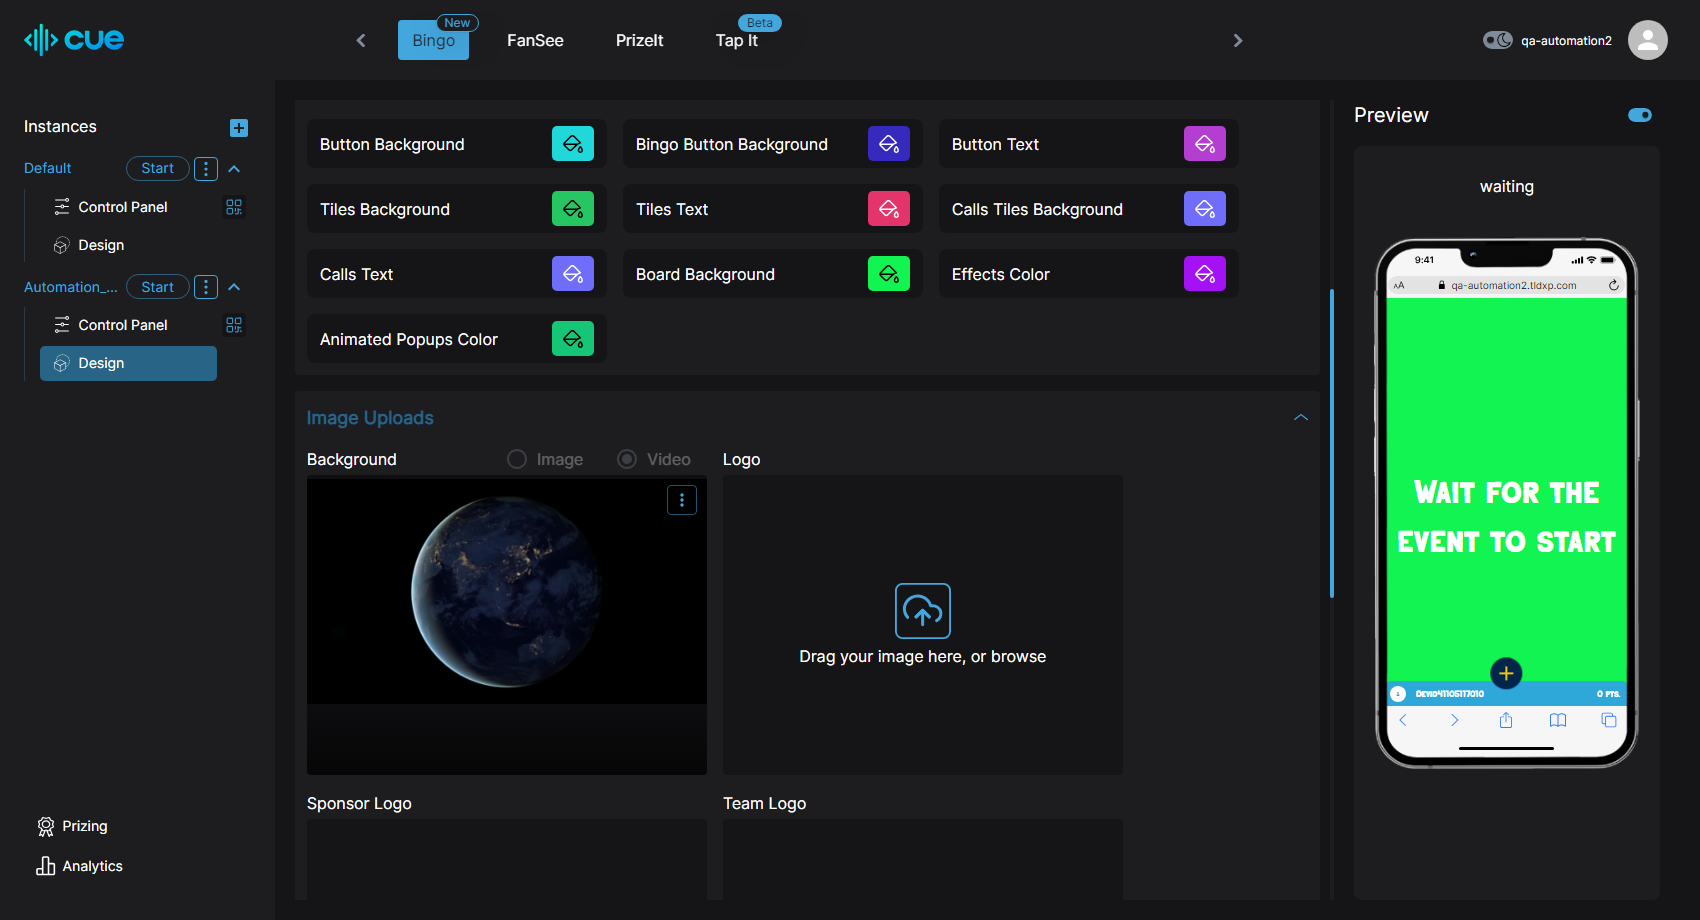 cue
Bingo
New
FanSee
PrizeIt
Tap It
Beta
qa-automation2
Instances
Default
Start
Control Panel
Design
Automation_...
Start
Control Panel
Design
Prizing
Analytics
Button Background
Bingo Button Background
Button Text
Tiles Background
Tiles Text
Calls Tiles Background
Calls Text
Board Background
Effects Color
Animated Popups Color
Image Uploads
Background
Image
Video
Logo
Drag your image here, or browse
Sponsor Logo
Team Logo
Preview
waiting
9:41
AA
qa-automation2.tldxp.com
Wait for the
event to start
Devid41105117010
0 pts.